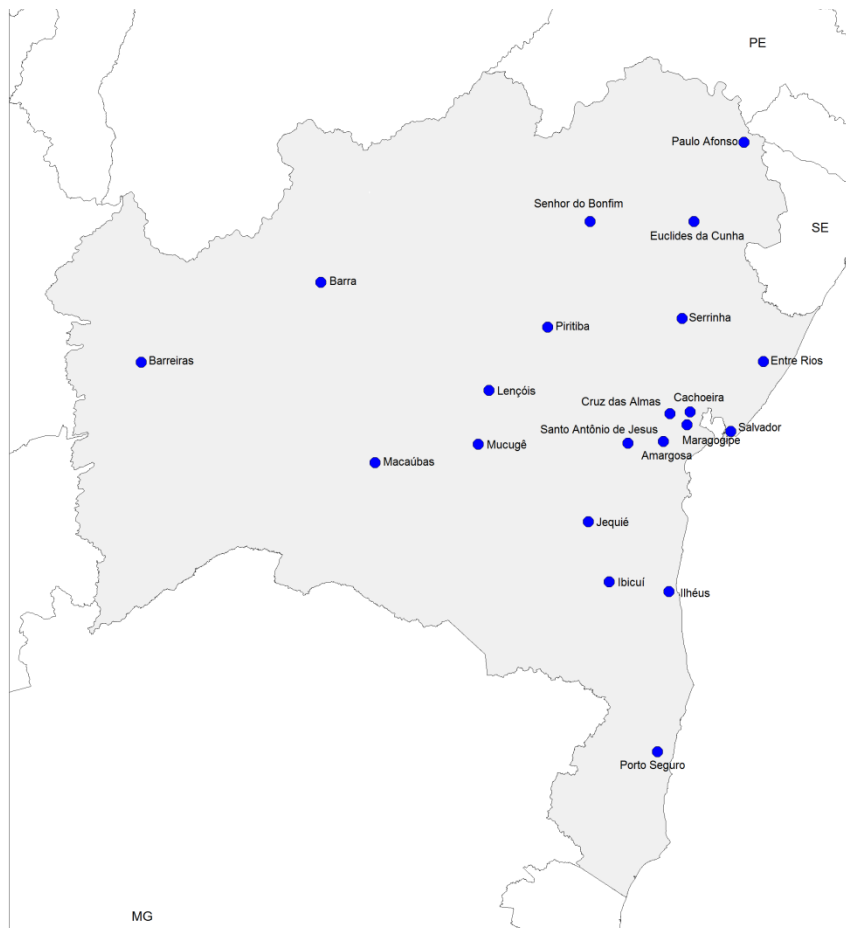 PE
Paulo Afonso
Senhor do Bonfim
SE
Euclides da Cunha
Barra
Serrinha
Piritiba
Barreiras
Entre Rios
Lençóis
Cachoeira
Cruz das Almas
Salvador
Santo Antônio de Jesus
Maragogipe
Mucugê
Amargosa
Macaúbas
Jequié
Ibicuí
Ilhéus
Porto Seguro
MG